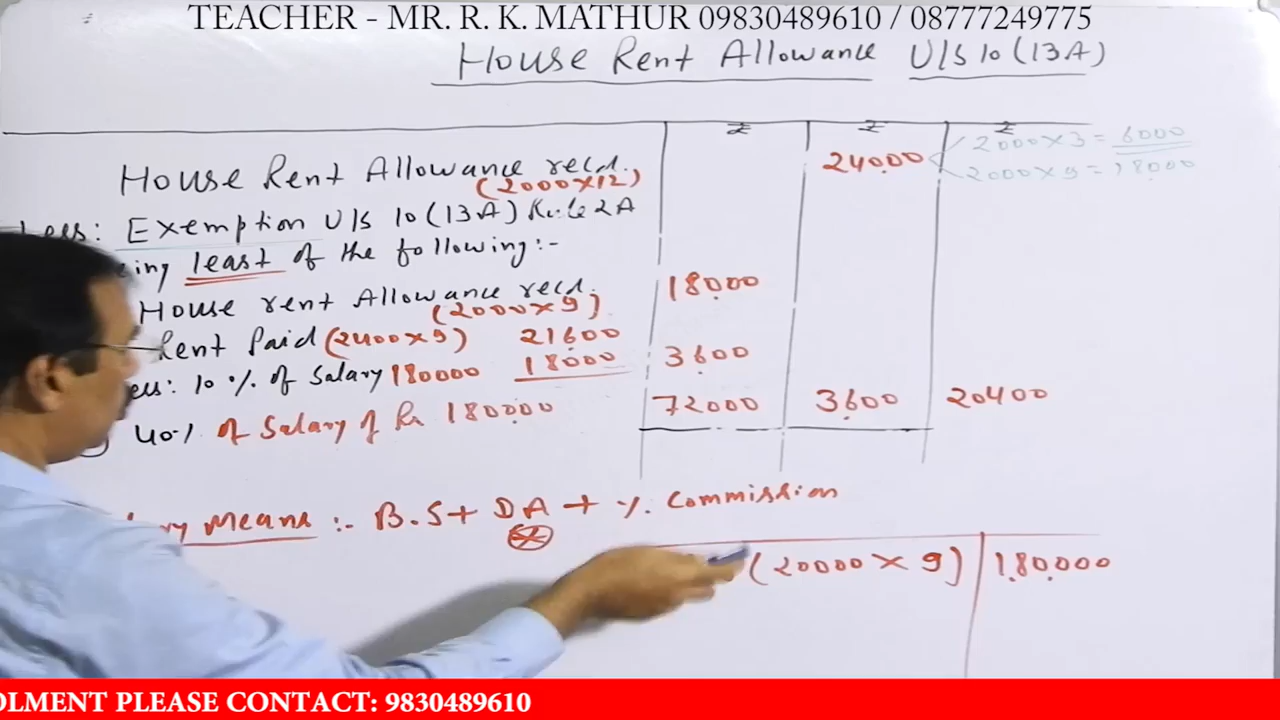 TEACHER - MR. R. K. MATHUR 09830489610 / 08777249775
House Rent Allowance U/S 10(13A)
₹ ₹ ₹
House Rent Allowance recd. 24000 2000×3 = 6000
(2000×12) 2000×9 = 18000
Less: Exemption U/S 10(13A) Rule 2A
least of the following:-
House rent Allowance recd. 18000
(2000×9)
Rent Paid (2400×9) 21600
10% of Salary 180000 18000 3600
40% of Salary of Rs 180000 72000 3600 20400
Means :- B.S + DA + % Commission
(20000 × 9) 180000
OLMENT PLEASE CONTACT: 9830489610